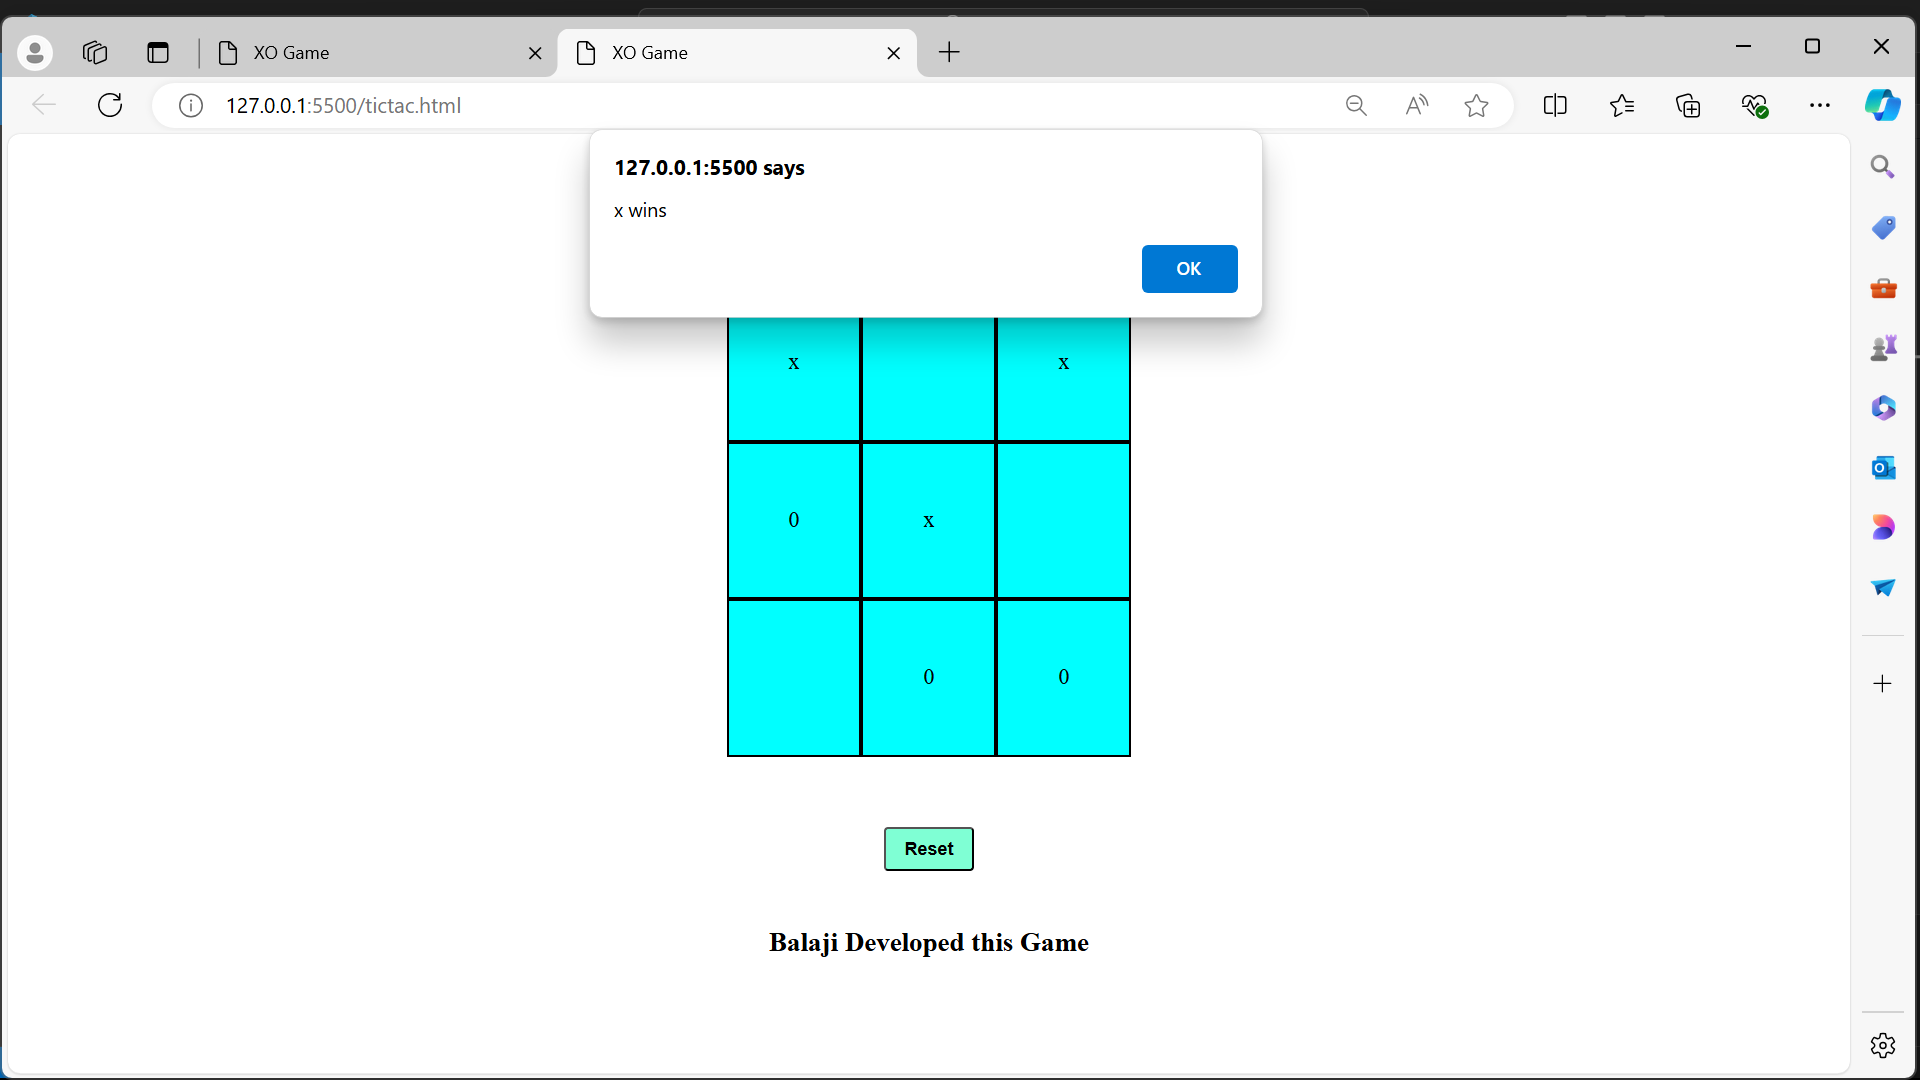 XO Game
XO Game
127.0.0.1:5500/tictac.html
127.0.0.1:5500 says
x wins
OK
x x
0 x
0 0
Reset
Balaji Developed this Game